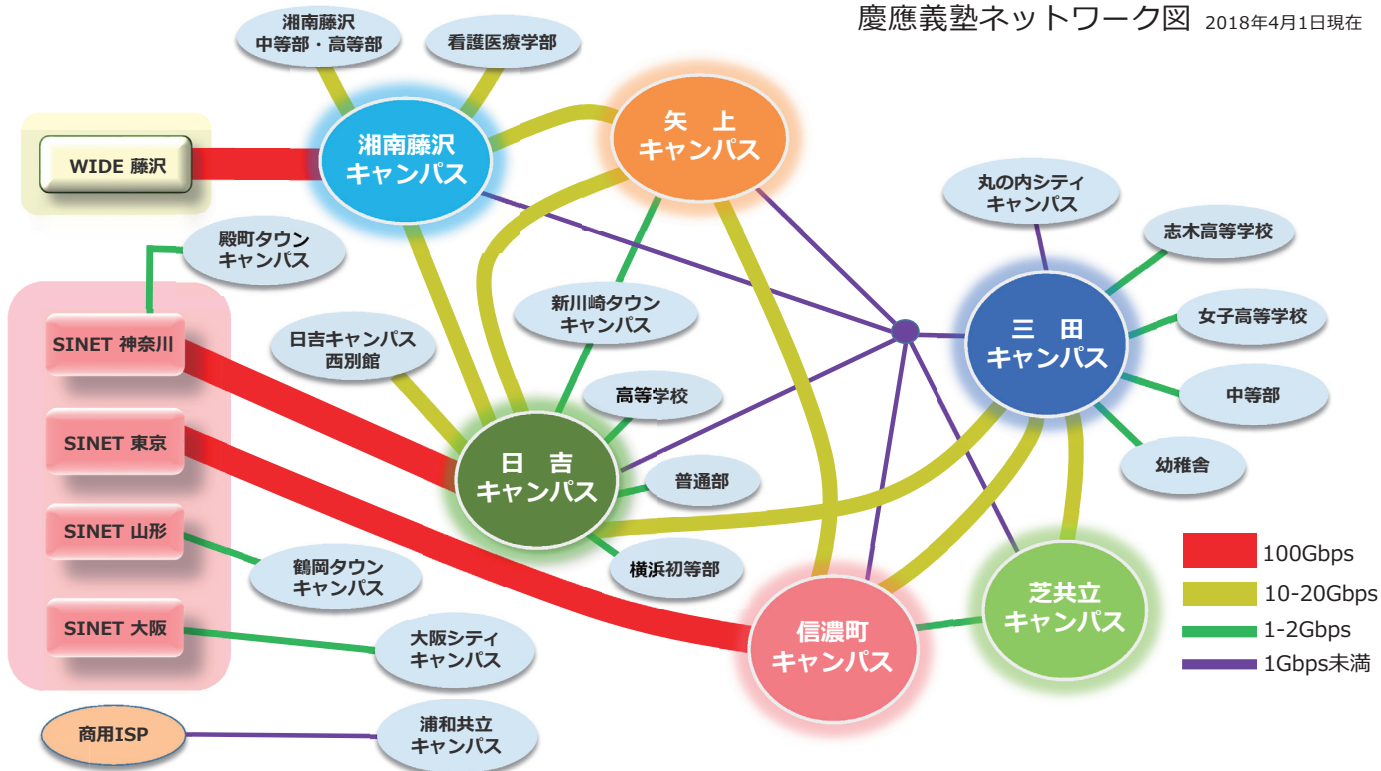 慶應義塾ネットワーク図 2018年4月1日現在
湘南藤沢
中等部・高等部
看護医療学部
矢 上
キャンパス
湘南藤沢
キャンパス
WIDE 藤沢
丸の内シティ
キャンパス
志木高等学校
殿町タウン
キャンパス
新川崎タウン
キャンパス
三 田
キャンパス
女子高等学校
SINET 神奈川
日吉キャンパス
西別館
高等学校
中等部
SINET 東京
日 吉
キャンパス
普通部
幼稚舎
SINET 山形
鶴岡タウン
キャンパス
横浜初等部
100Gbps
10-20Gbps
1-2Gbps
1Gbps未満
芝共立
キャンパス
信濃町
キャンパス
SINET 大阪
大阪シティ
キャンパス
商用ISP
浦和共立
キャンパス